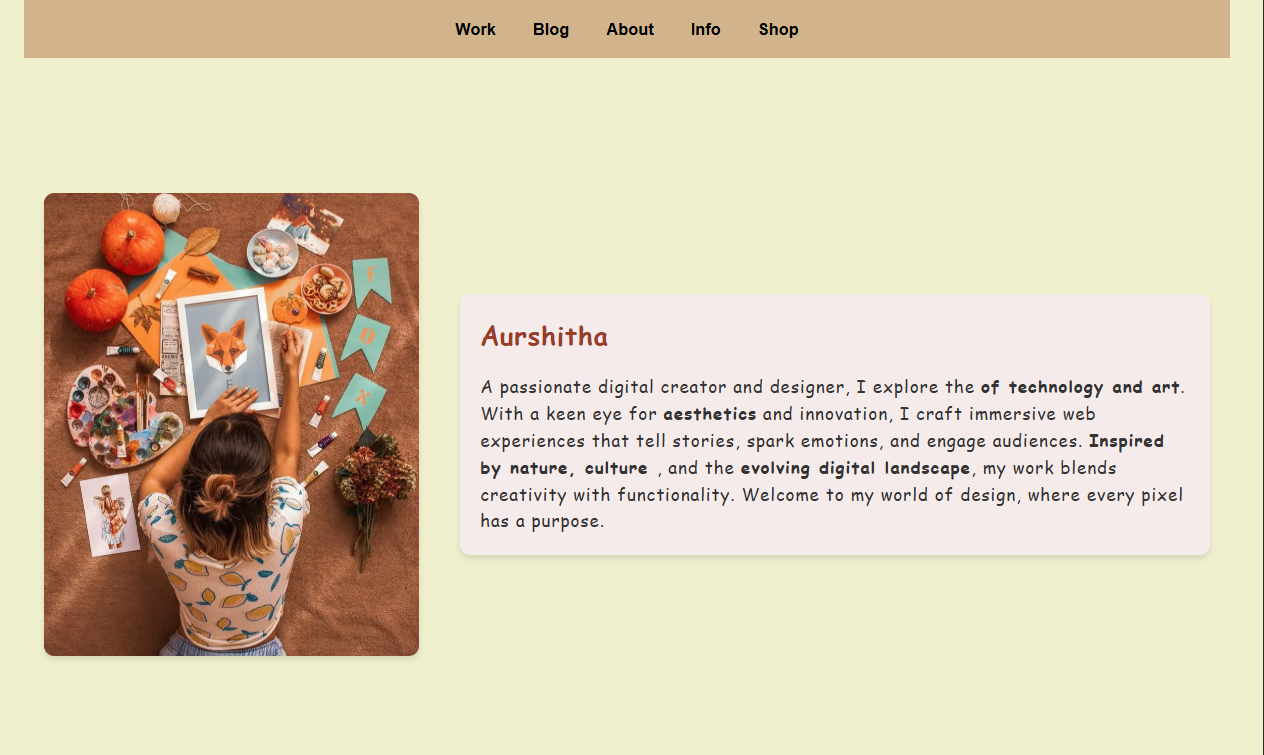 Work Blog About Info Shop
F
O
X
F
Aurshitha
A passionate digital creator and designer, I explore the of technology and art.
With a keen eye for aesthetics and innovation, I craft immersive web
experiences that tell stories, spark emotions, and engage audiences. Inspired
by nature, culture , and the evolving digital landscape, my work blends
creativity with functionality. Welcome to my world of design, where every pixel
has a purpose.